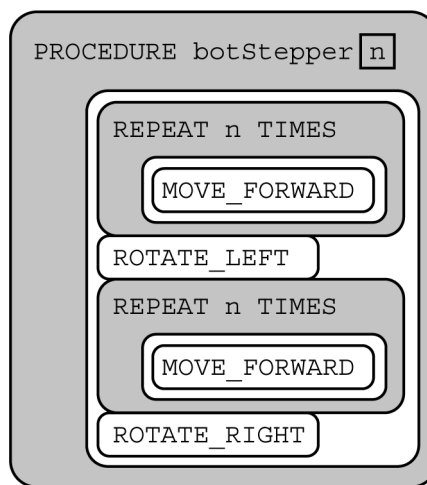 PROCEDURE botStepper n
REPEAT n TIMES
MOVE_FORWARD
ROTATE_LEFT
REPEAT n TIMES
MOVE_FORWARD
ROTATE_RIGHT